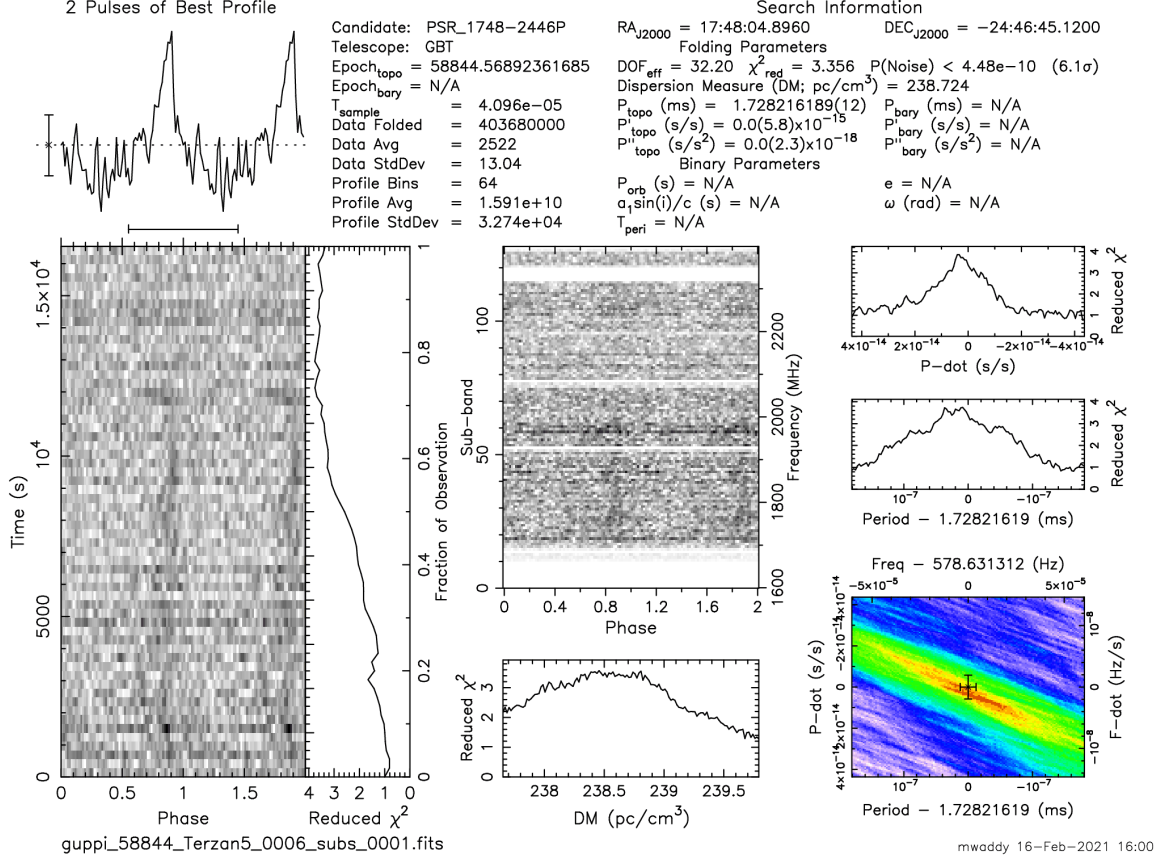 2 Pulses of Best Profile
Search Information
Candidate: PSR_1748−2446P
Telescope: GBT
Epoch_topo = 58844.56892361685
Epoch_bary = N/A
T_sample = 4.096e−05
Data Folded = 403680000
Data Avg = 2522
Data StdDev = 13.04
Profile Bins = 64
Profile Avg = 1.591e+10
Profile StdDev = 3.274e+04
RA_J2000 = 17:48:04.8960 DEC_J2000 = −24:46:45.1200
Folding Parameters
DOF_eff = 32.20 χ²_red = 3.356 P(Noise) < 4.48e−10 (6.1σ)
Dispersion Measure (DM; pc/cm³) = 238.724
P_topo (ms) = 1.728216189(12) P_bary (ms) = N/A
P'_topo (s/s) = 0.0(5.8)x10⁻¹⁵ P'_bary (s/s) = N/A
P''_topo (s/s²) = 0.0(2.3)x10⁻¹⁸ P''_bary (s/s²) = N/A
Binary Parameters
P_orb (s) = N/A e = N/A
a₁sin(i)/c (s) = N/A ω (rad) = N/A
T_peri = N/A
Time (s)
0 5000 10⁴ 1.5×10⁴
0 0.5 1 1.5
Phase
4 3 2 1 0
Reduced χ²
0 0.2 0.4 0.6 0.8 1
Fraction of Observation
Sub−band
0 50 100
1600 1800 2000 2200
Frequency (MHz)
0 0.4 0.8 1.2 1.6 2
Phase
Reduced χ²
0 1 2 3
238 238.5 239 239.5
DM (pc/cm³)
0 1 2 3 4
Reduced χ²
4×10⁻¹⁴ 2×10⁻¹⁴ 0 −2×10⁻¹⁴ −4×10⁻¹⁴
P−dot (s/s)
0 1 2 3 4
Reduced χ²
10⁻⁷ 0 −10⁻⁷
Period − 1.72821619 (ms)
Freq − 578.631312 (Hz)
−5×10⁻⁵ 0 5×10⁻⁵
P−dot (s/s)
4×10⁻¹⁴ 2×10⁻¹⁴ 0 −2×10⁻¹⁴ −4×10⁻¹⁴
10⁻⁸ 0 −10⁻⁸
F−dot (Hz/s)
10⁻⁷ 0 −10⁻⁷
Period − 1.72821619 (ms)
guppi_58844_Terzan5_0006_subs_0001.fits
mwaddy 16−Feb−2021 16:00